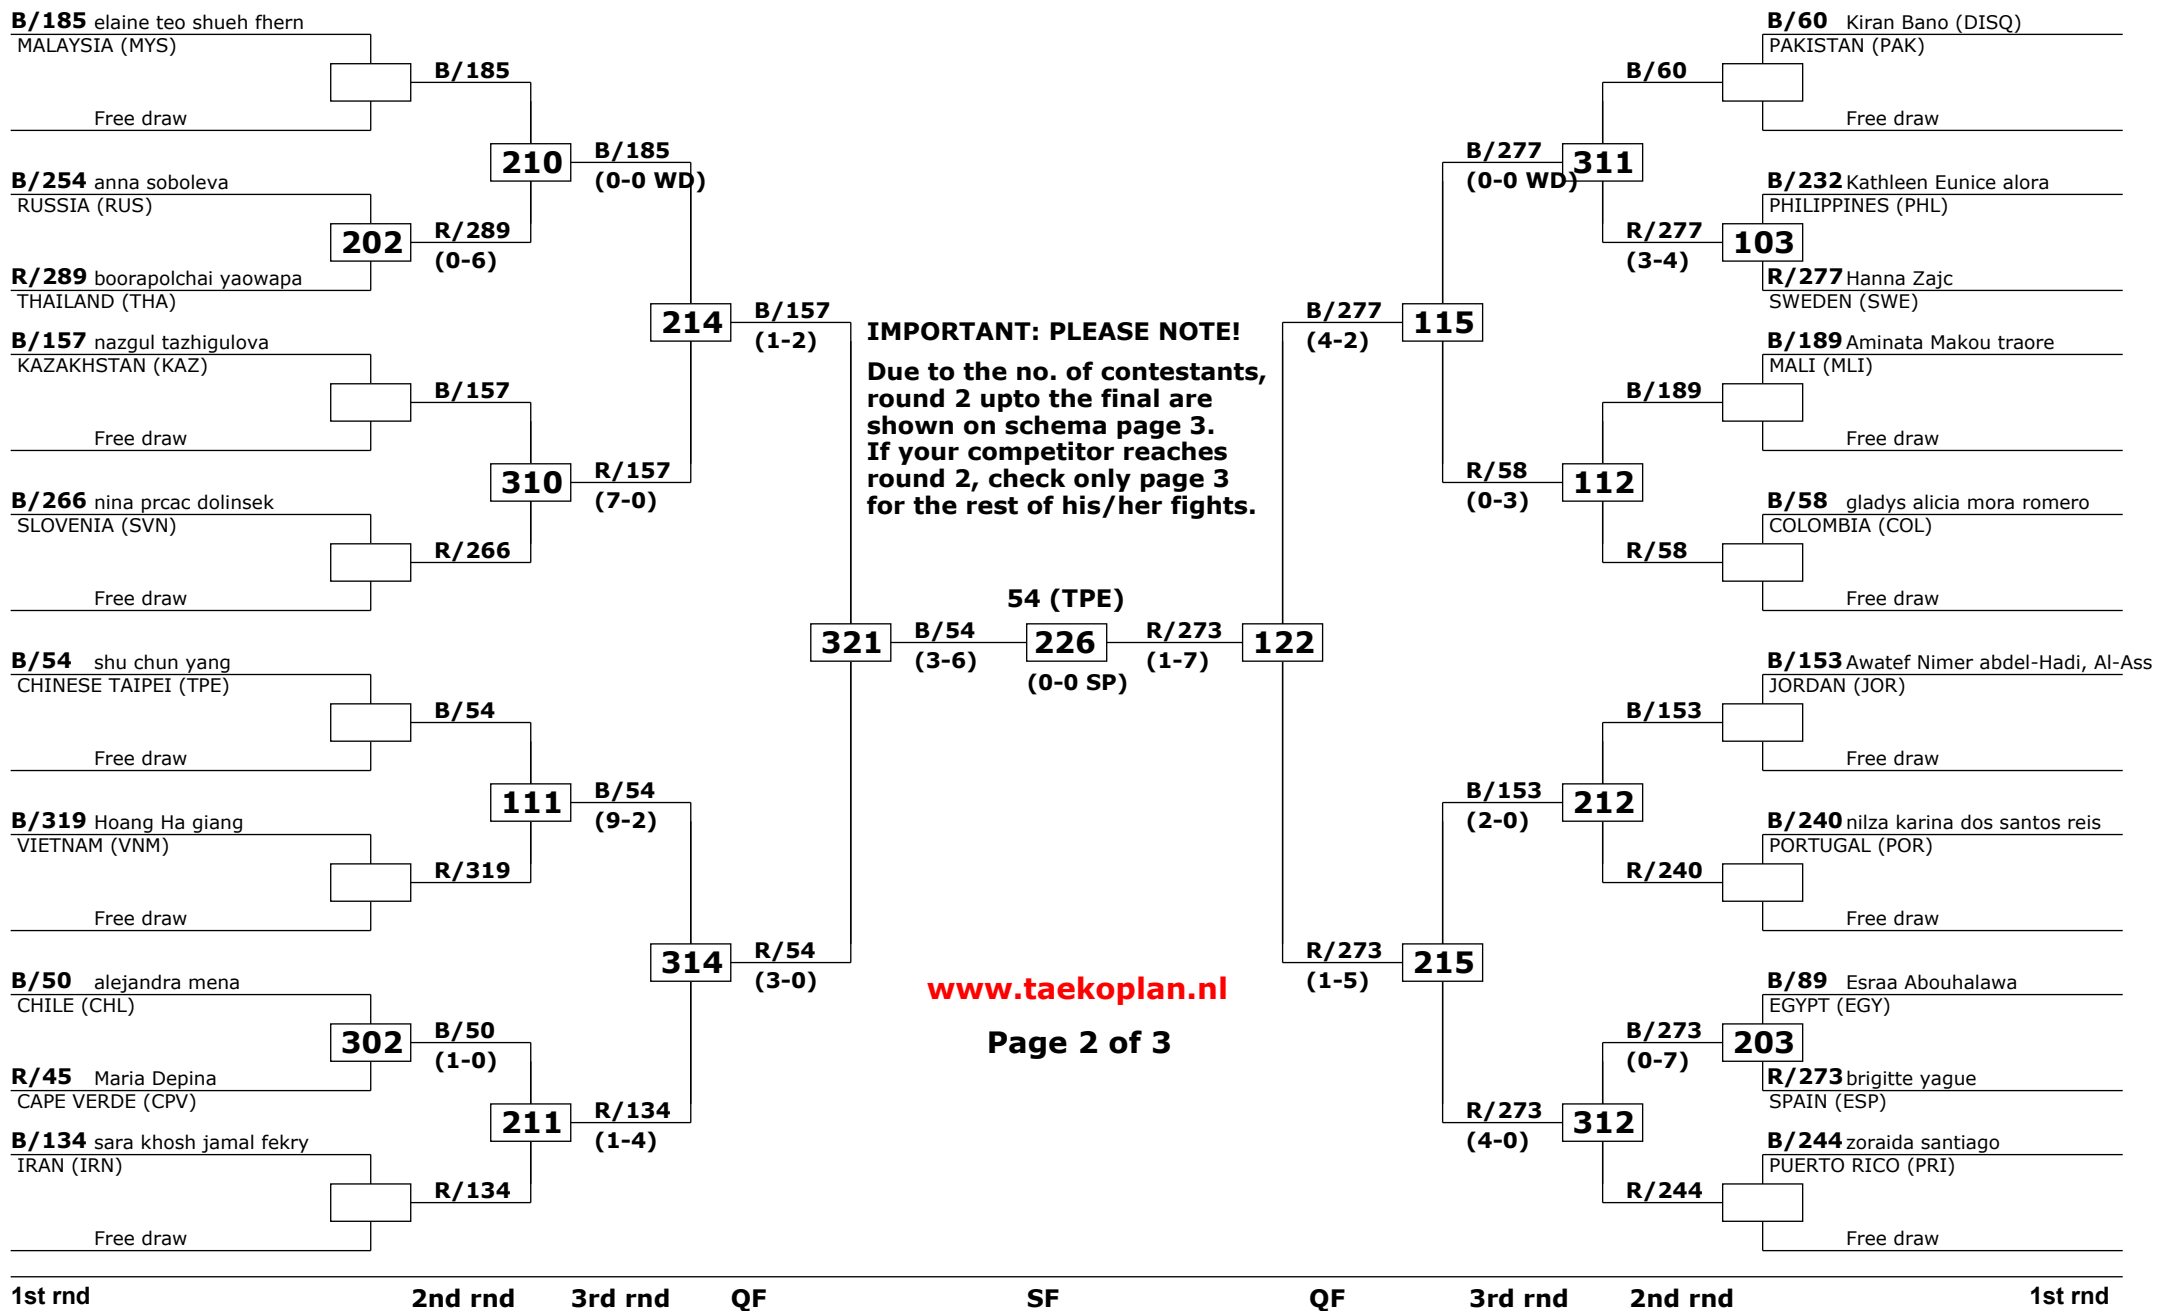 B/185 elaine teo shueh fhern
MALAYSIA (MYS)
B/185
Free draw
210
B/185
(0-0 WD)
B/254 anna soboleva
RUSSIA (RUS)
202
R/289
(0-6)
R/289 boorapolchai yaowapa
THAILAND (THA)
214
B/157
(1-2)
B/157 nazgul tazhigulova
KAZAKHSTAN (KAZ)
B/157
Free draw
310
R/157
(7-0)
B/266 nina prcac dolinsek
SLOVENIA (SVN)
R/266
Free draw
321
B/54
(3-6)
B/54 shu chun yang
CHINESE TAIPEI (TPE)
B/54
Free draw
111
B/54
(9-2)
B/319 Hoang Ha giang
VIETNAM (VNM)
R/319
Free draw
314
R/54
(3-0)
B/50 alejandra mena
CHILE (CHL)
302
B/50
(1-0)
R/45 Maria Depina
CAPE VERDE (CPV)
211
R/134
(1-4)
B/134 sara khosh jamal fekry
IRAN (IRN)
R/134
Free draw
IMPORTANT: PLEASE NOTE!
Due to the no. of contestants,
round 2 upto the final are
shown on schema page 3.
If your competitor reaches
round 2, check only page 3
for the rest of his/her fights.
54 (TPE)
226
(0-0 SP)
www.taekoplan.nl
Page 2 of 3
B/60 Kiran Bano (DISQ)
PAKISTAN (PAK)
B/60
Free draw
B/277
(0-0 WD)
311
B/232 Kathleen Eunice alora
PHILIPPINES (PHL)
R/277
(3-4)
103
R/277 Hanna Zajc
SWEDEN (SWE)
B/277
(4-2)
115
B/189 Aminata Makou traore
MALI (MLI)
B/189
Free draw
R/58
(0-3)
112
B/58 gladys alicia mora romero
COLOMBIA (COL)
R/58
Free draw
R/273
(1-7)
122
B/153 Awatef Nimer abdel-Hadi, Al-Ass
JORDAN (JOR)
B/153
Free draw
B/153
(2-0)
212
B/240 nilza karina dos santos reis
PORTUGAL (POR)
R/240
Free draw
R/273
(1-5)
215
B/89 Esraa Abouhalawa
EGYPT (EGY)
B/273
(0-7)
203
R/273 brigitte yague
SPAIN (ESP)
R/273
(4-0)
312
B/244 zoraida santiago
PUERTO RICO (PRI)
R/244
Free draw
1st rnd 2nd rnd 3rd rnd QF SF QF 3rd rnd 2nd rnd 1st rnd